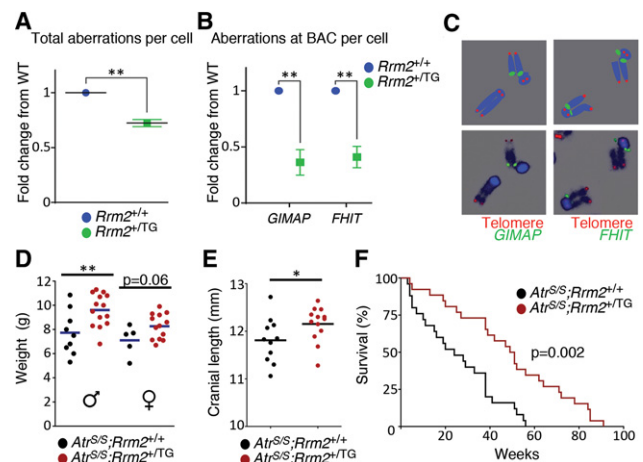 A
Total aberrations per cell
**
Fold change from WT
1
0.5
0
Rrm2+/+
Rrm2+/TG
B
Aberrations at BAC per cell
Rrm2+/+
Rrm2+/TG
** **
Fold change from WT
1
0.5
0
GIMAP FHIT
C
Telomere Telomere
GIMAP FHIT
D
** p=0.06
Weight (g)
12
10
8
6
4
2
0
♂ ♀
AtrS/S;Rrm2+/+
AtrS/S;Rrm2+/TG
E
*
Cranial length (mm)
13
12
11
10
AtrS/S;Rrm2+/+
AtrS/S;Rrm2+/TG
F
AtrS/S;Rrm2+/+
AtrS/S;Rrm2+/TG
p=0.002
Survival (%)
100
80
60
40
20
0
20 40 60 80 100
Weeks